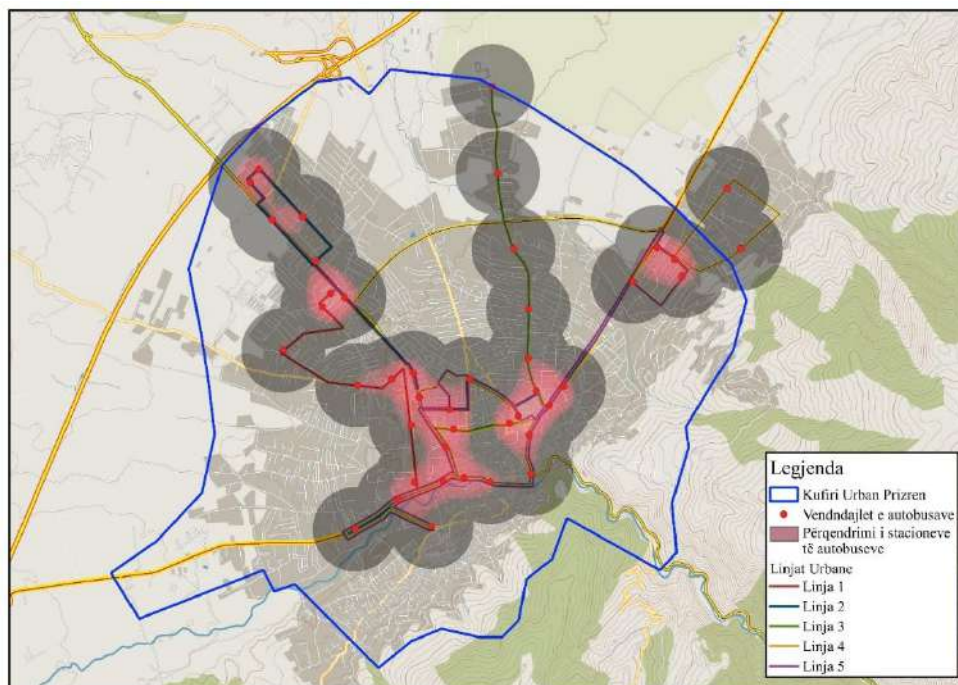 Legjenda
Kufiri Urban Prizren
Vendndajlet e autobusave
Përqendrimi i stacioneve
të autobuseve
Linjat Urbane
Linja 1
Linja 2
Linja 3
Linja 4
Linja 5